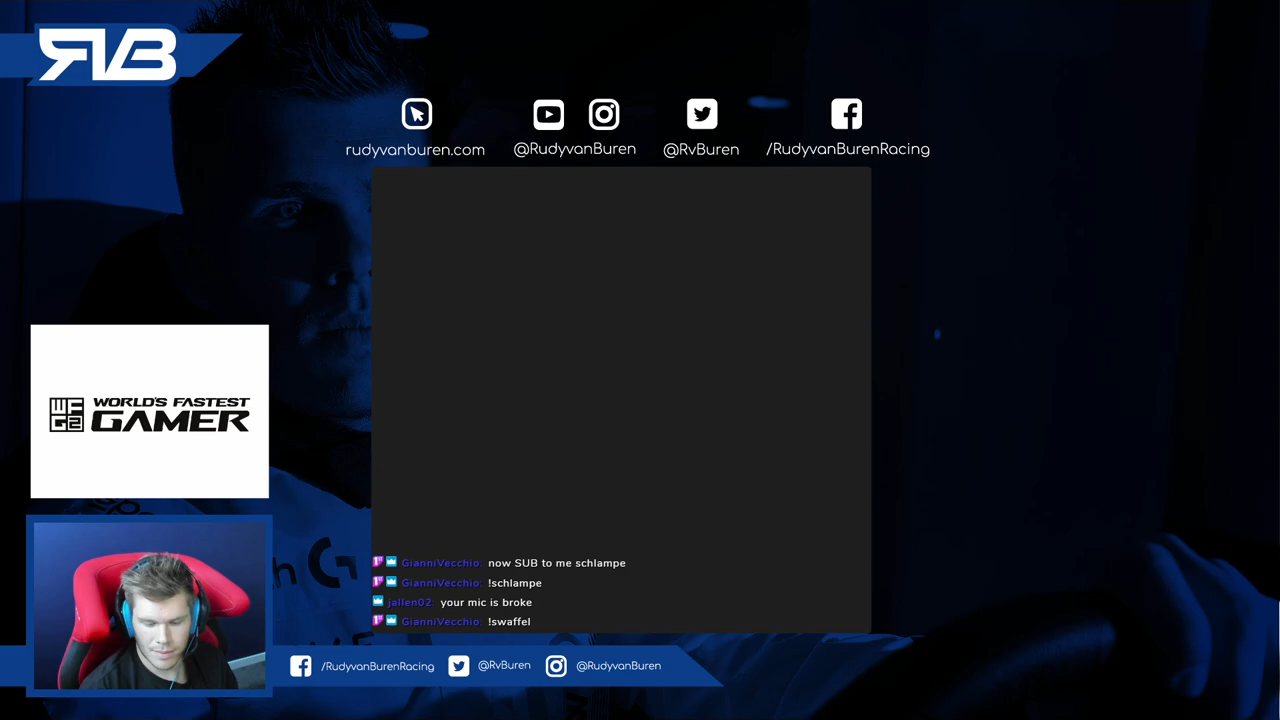 RVB
rudyvanburen.com
@RudyvanBuren
@RvBuren
/RudyvanBurenRacing
WFG2
WORLD'S FASTEST
GAMER
GianniVecchio: now SUB to me schlampe
GianniVecchio: !schlampe
jallen02: your mic is broke
GianniVecchio: !swaffel
/RudyvanBurenRacing
@RvBuren
@RudyvanBuren